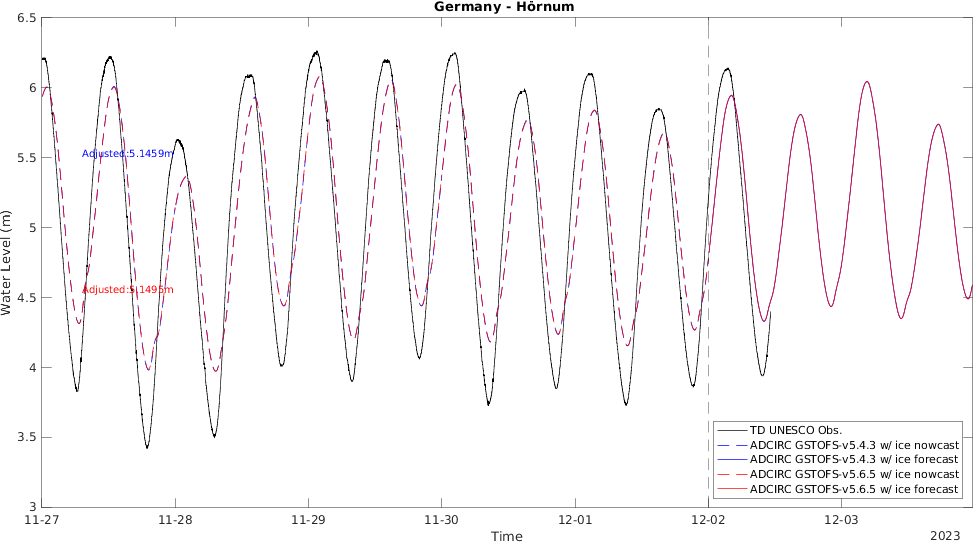 Germany - Hörnum
6.5
6
5.5
5
4.5
4
3.5
3
Water Level (m)
Adjusted:5.1459m
Adjusted:5.1495m
TD UNESCO Obs.
ADCIRC GSTOFS-v5.4.3 w/ ice nowcast
ADCIRC GSTOFS-v5.4.3 w/ ice forecast
ADCIRC GSTOFS-v5.6.5 w/ ice nowcast
ADCIRC GSTOFS-v5.6.5 w/ ice forecast
11-27 11-28 11-29 11-30 12-01 12-02 12-03
Time
2023